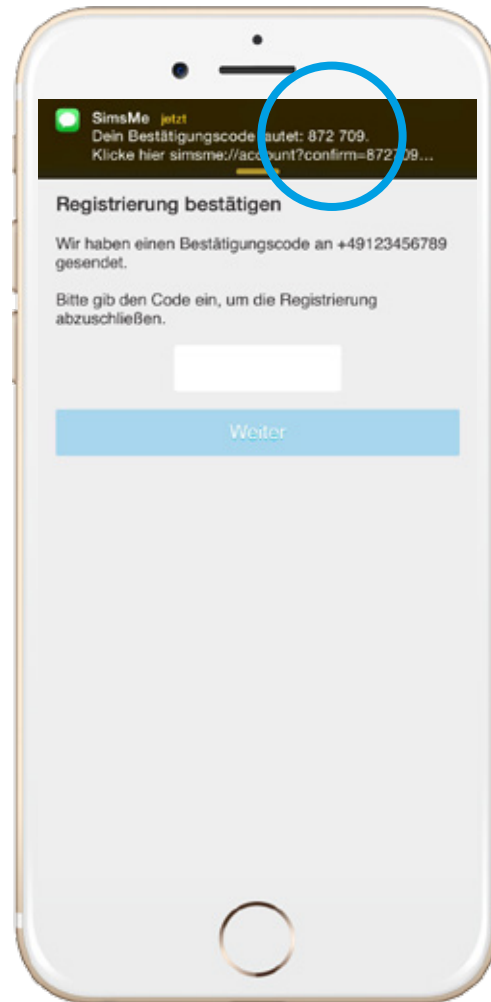 SimsMe jetzt
Dein Bestätigungscode lautet: 872 709.
Klicke hier simsme://account?confirm=872709...
Registrierung bestätigen
Wir haben einen Bestätigungscode an +49123456789
gesendet.
Bitte gib den Code ein, um die Registrierung
abzuschließen.
Weiter